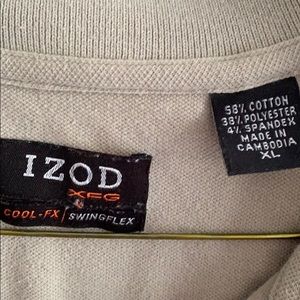 58% COTTON
38% POLYESTER
4% SPANDEX
MADE IN
CAMBODIA
XL
IZOD
XFG
COOL-FX SWINGFLEX